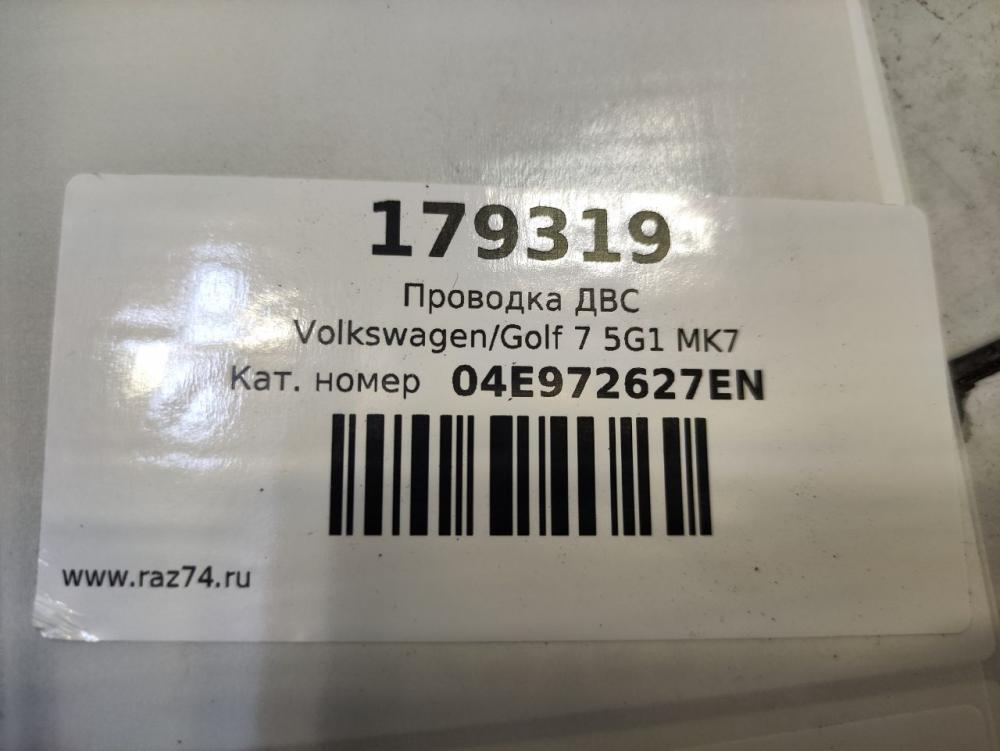 179319
Проводка ДВС
Volkswagen/Golf 7 5G1 MK7
Кат. номер 04E972627EN
www.raz74.ru